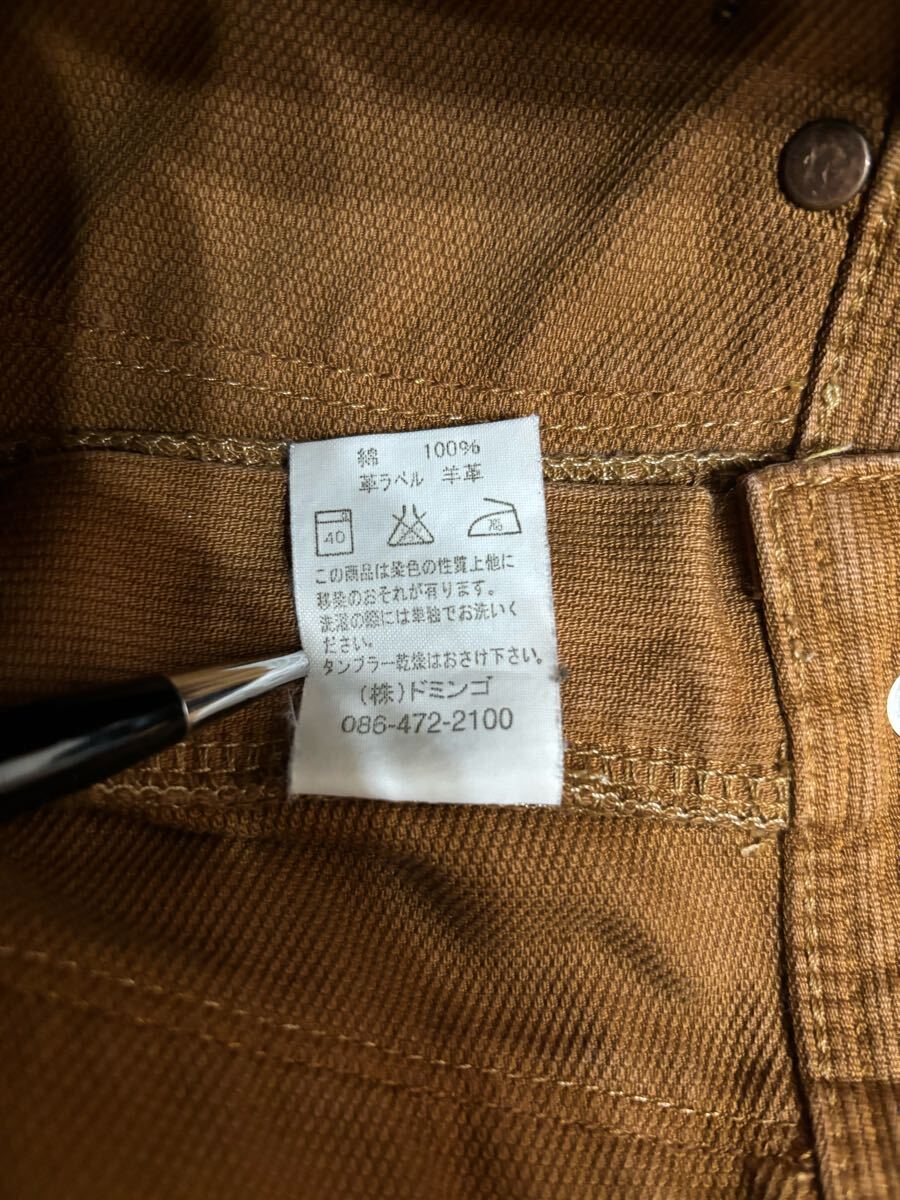 綿 100%
革ラベル 羊革
40
この商品は染色の性質上他に
移染のおそれが有ります。
洗濯の際には単独でお洗いく
ださい。
タンブラー乾燥はおさけ下さい。
(株)ドミンゴ
086-472-2100